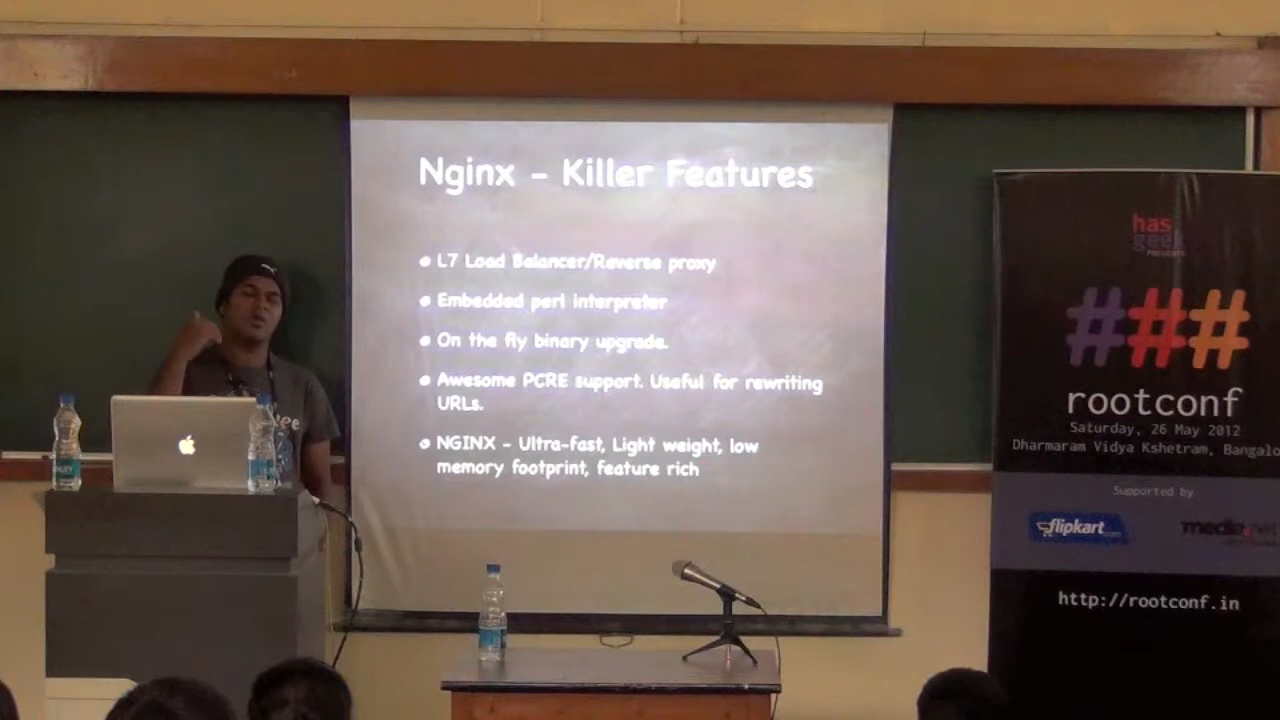 Nginx - Killer Features
L7 Load Balancer/Reverse proxy
Embedded perl interpreter
On the fly binary upgrade.
Awesome PCRE support. Useful for rewriting
URLs.
NGINX - Ultra-fast, Light weight, low
memory footprint, feature rich
has
geek
PRESENTS
###
rootconf
Saturday, 26 May 2012
Dharmaram Vidya Kshetram, Bangalo
Supported by
flipkart.com
http://rootconf.in